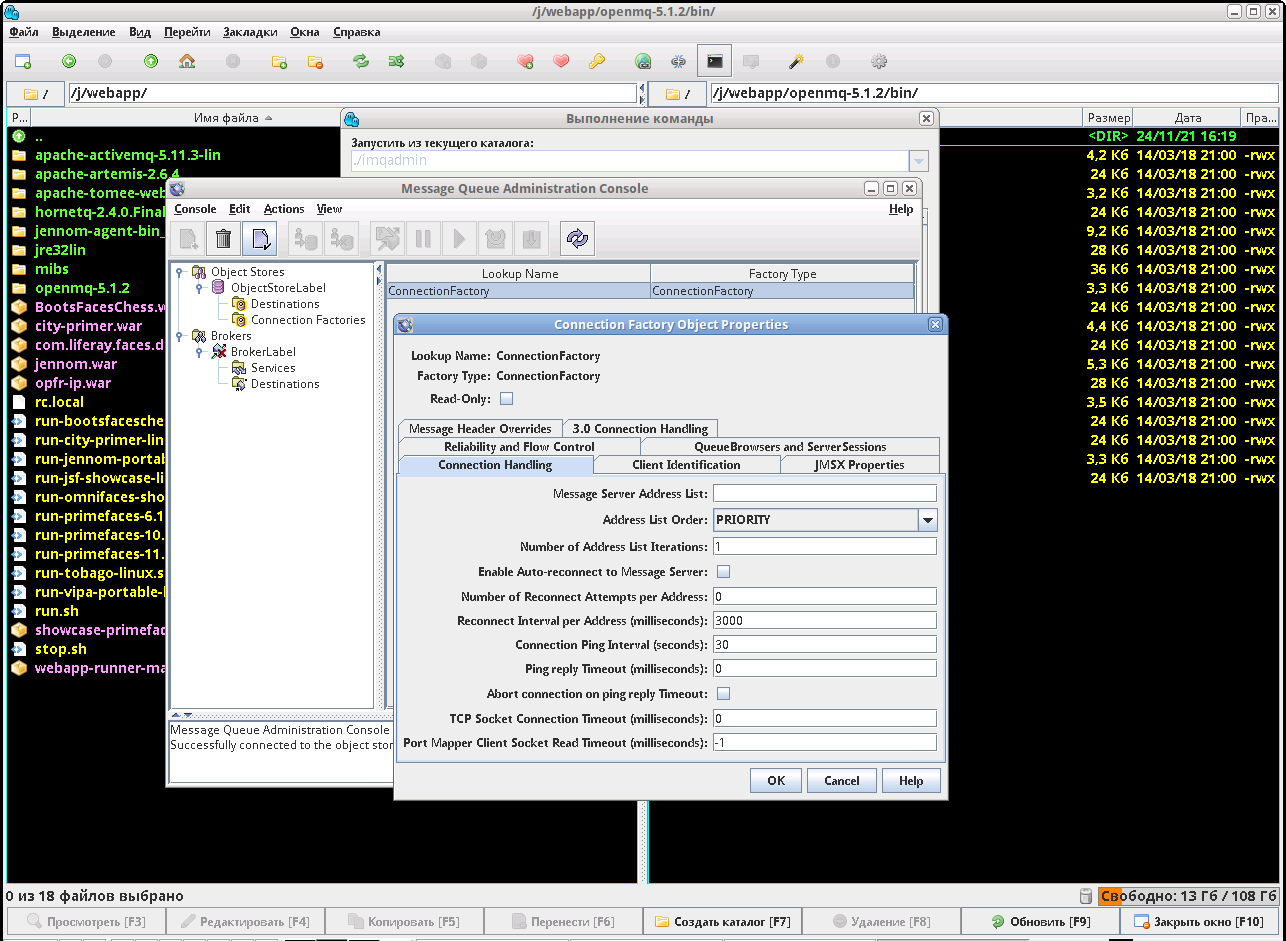 /j/webapp/openmq-5.1.2/bin/
Файл Выделение Вид Перейти Закладки Окна Справка
/ /j/webapp/ / /j/webapp/openmq-5.1.2/bin/
Р... Имя файла Размер Дата Пра...
Выполнение команды
Запустить из текущего каталога:
./imqadmin
Message Queue Administration Console
Console Edit Actions View Help
Object Stores
ObjectStoreLabel
Destinations
Connection Factories
Brokers
BrokerLabel
Services
Destinations
Lookup Name Factory Type
ConnectionFactory ConnectionFactory
Message Queue Administration Console
Successfully connected to the object stor
Connection Factory Object Properties
Lookup Name: ConnectionFactory
Factory Type: ConnectionFactory
Read-Only:
Message Header Overrides 3.0 Connection Handling
Reliability and Flow Control QueueBrowsers and ServerSessions
Connection Handling Client Identification JMSX Properties
Message Server Address List:
Address List Order: PRIORITY
Number of Address List Iterations: 1
Enable Auto-reconnect to Message Server:
Number of Reconnect Attempts per Address: 0
Reconnect Interval per Address (milliseconds): 3000
Connection Ping Interval (seconds): 30
Ping reply Timeout (milliseconds): 0
Abort connection on ping reply Timeout:
TCP Socket Connection Timeout (milliseconds): 0
Port Mapper Client Socket Read Timeout (milliseconds): -1
OK Cancel Help
..
apache-activemq-5.11.3-lin
apache-artemis-2.6.4
apache-tomee-web
hornetq-2.4.0.Final
jennom-agent-bin_
jre32lin
mibs
openmq-5.1.2
BootsFacesChess.w
city-primer.war
com.liferay.faces.d
jennom.war
opfr-ip.war
rc.local
run-bootsfacesche
run-city-primer-lin
run-jennom-portab
run-jsf-showcase-li
run-omnifaces-sho
run-primefaces-6.1
run-primefaces-10.
run-primefaces-11.
run-tobago-linux.s
run-vipa-portable-l
run.sh
showcase-primefac
stop.sh
webapp-runner-ma
<DIR> 24/11/21 16:19
4,2 Кб 14/03/18 21:00 -rwx
24 Кб 14/03/18 21:00 -rwx
3,2 Кб 14/03/18 21:00 -rwx
24 Кб 14/03/18 21:00 -rwx
9,2 Кб 14/03/18 21:00 -rwx
28 Кб 14/03/18 21:00 -rwx
36 Кб 14/03/18 21:00 -rwx
3,3 Кб 14/03/18 21:00 -rwx
24 Кб 14/03/18 21:00 -rwx
4,4 Кб 14/03/18 21:00 -rwx
24 Кб 14/03/18 21:00 -rwx
5,3 Кб 14/03/18 21:00 -rwx
28 Кб 14/03/18 21:00 -rwx
3,5 Кб 14/03/18 21:00 -rwx
24 Кб 14/03/18 21:00 -rwx
24 Кб 14/03/18 21:00 -rwx
3,3 Кб 14/03/18 21:00 -rwx
24 Кб 14/03/18 21:00 -rwx
0 из 18 файлов выбрано Свободно: 13 Гб / 108 Гб
Просмотреть [F3] Редактировать [F4] Копировать [F5] Перенести [F6] Создать каталог [F7] Удаление [F8] Обновить [F9] Закрыть окно [F10]